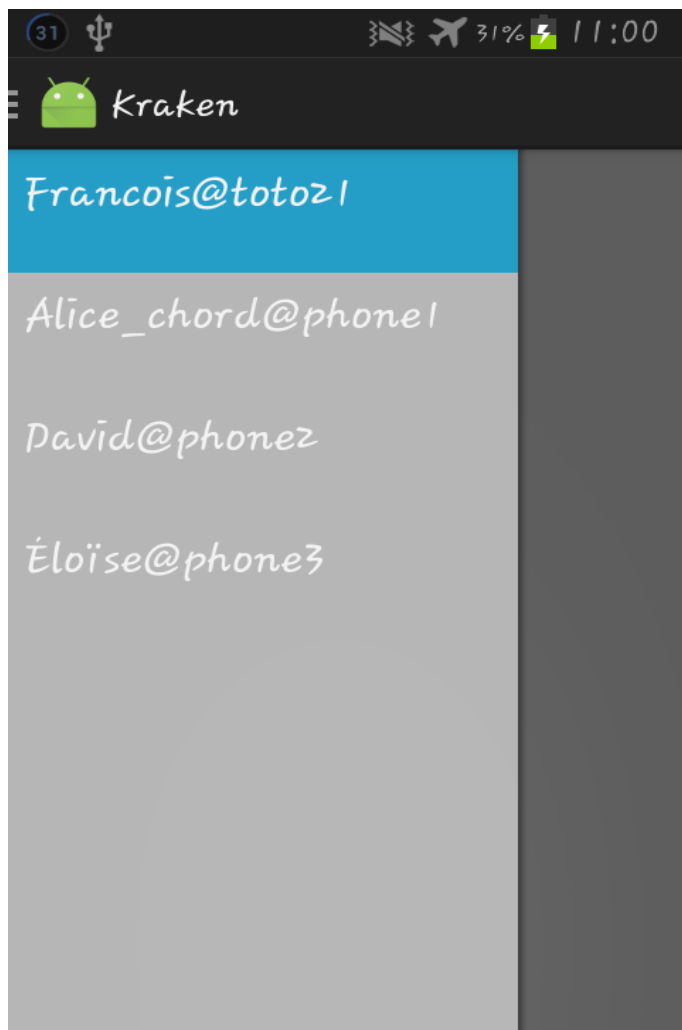 31 31% 11:00
Kraken
Francois@toto21
Alice_chord@phone1
David@phone2
Éloïse@phone3